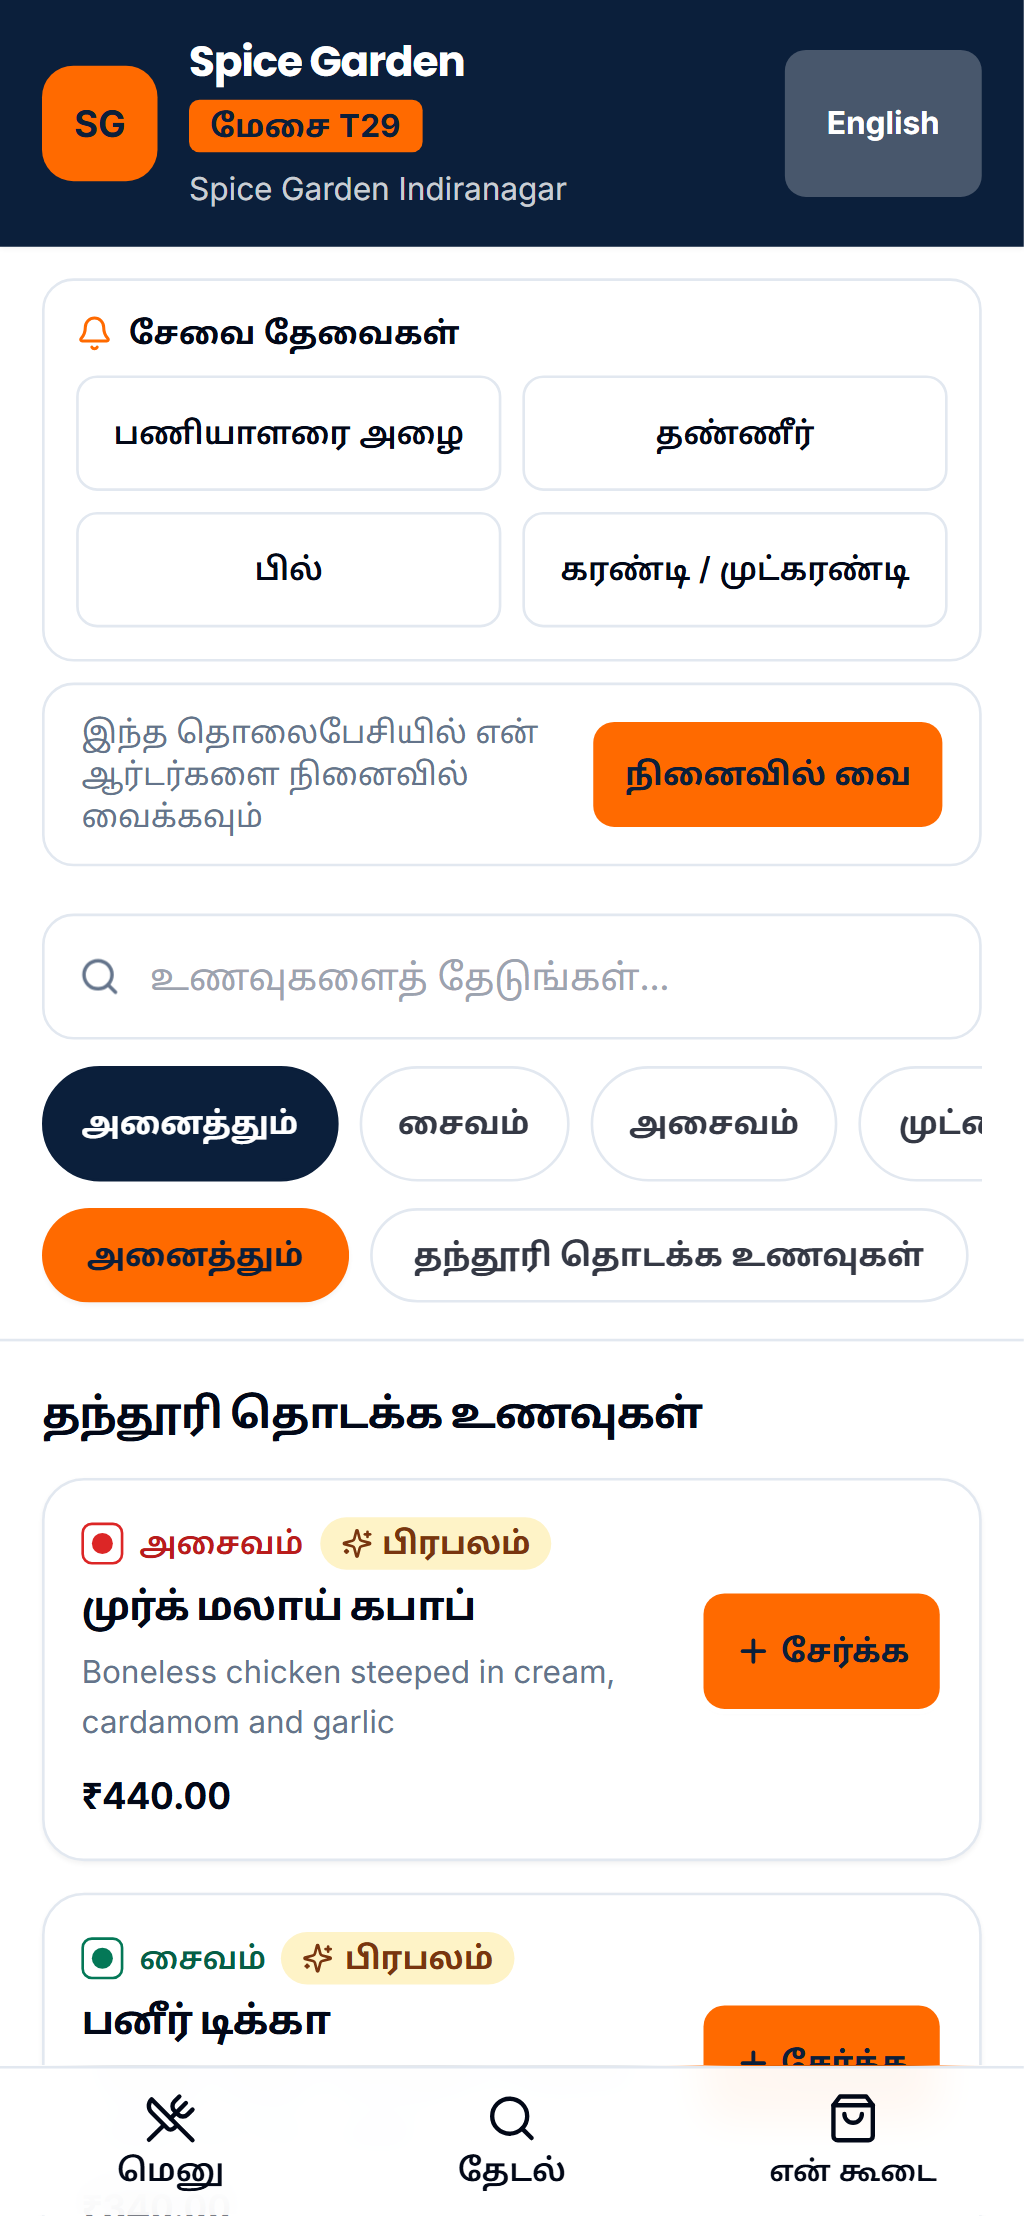 SG
Spice Garden
மேசை T29
Spice Garden Indiranagar
English
சேவை தேவைகள்
பணியாளரை அழை
தண்ணீர்
பில்
கரண்டி / முட்கரண்டி
இந்த தொலைபேசியில் என்
ஆர்டர்களை நினைவில்
வைக்கவும்
நினைவில் வை
உணவுகளைத் தேடுங்கள்...
அனைத்தும்
சைவம்
அசைவம்
அனைத்தும்
தந்தூரி தொடக்க உணவுகள்
தந்தூரி தொடக்க உணவுகள்
அசைவம்
பிரபலம்
முர்க் மலாய் கபாப்
Boneless chicken steeped in cream,
cardamom and garlic
₹440.00
+ சேர்க்க
சைவம்
பிரபலம்
பனீர் டிக்கா
+ சேர்க்க
மெனு
தேடல்
என் கூடை